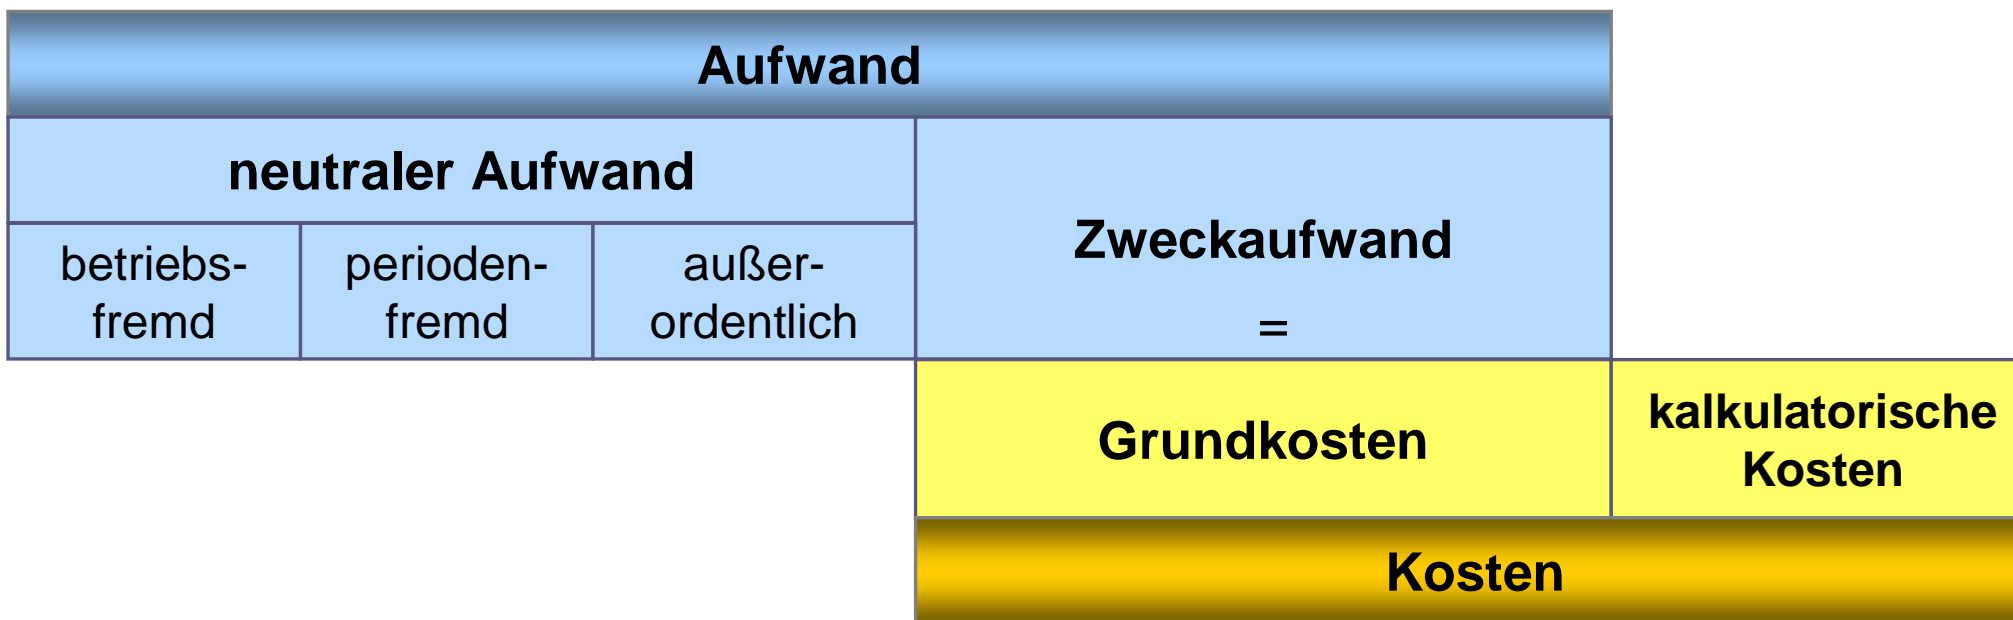 Aufwand
neutraler Aufwand
betriebs-
fremd
perioden-
fremd
außer-
ordentlich
Zweckaufwand
=
Grundkosten
kalkulatorische
Kosten
Kosten